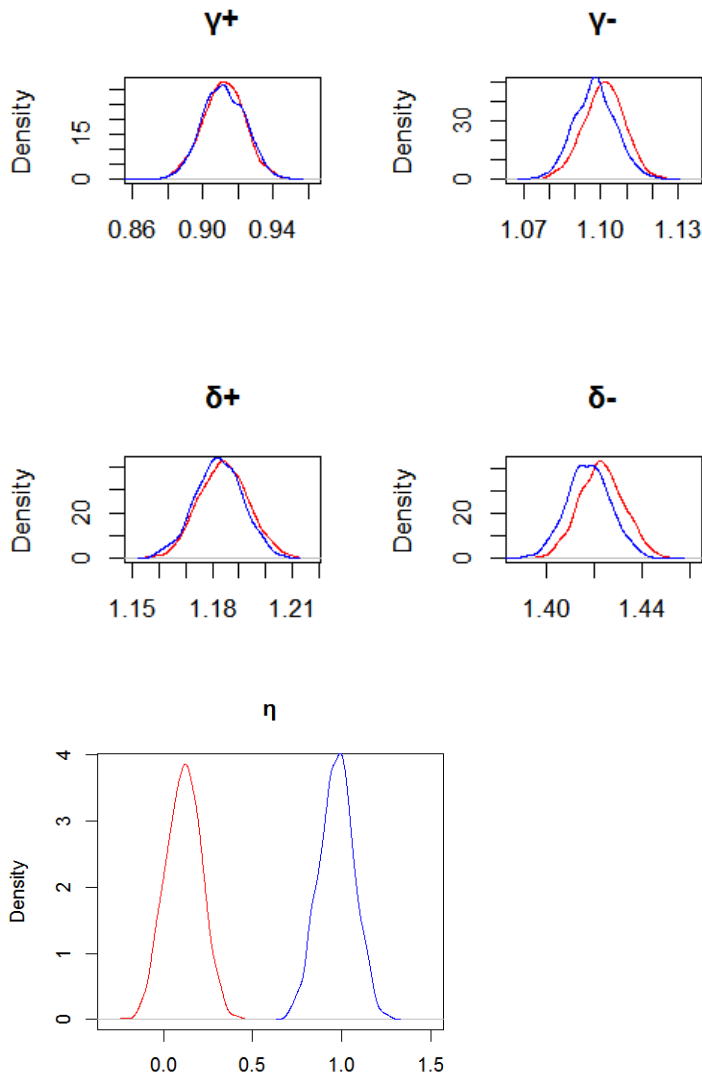 γ+ γ-
Density 15 0
0.86 0.90 0.94
Density 30 0
1.07 1.10 1.13
δ+ δ-
Density 20 0
1.15 1.18 1.21
Density 20 0
1.40 1.44
η
Density 4 3 2 1 0
0.0 0.5 1.0 1.5